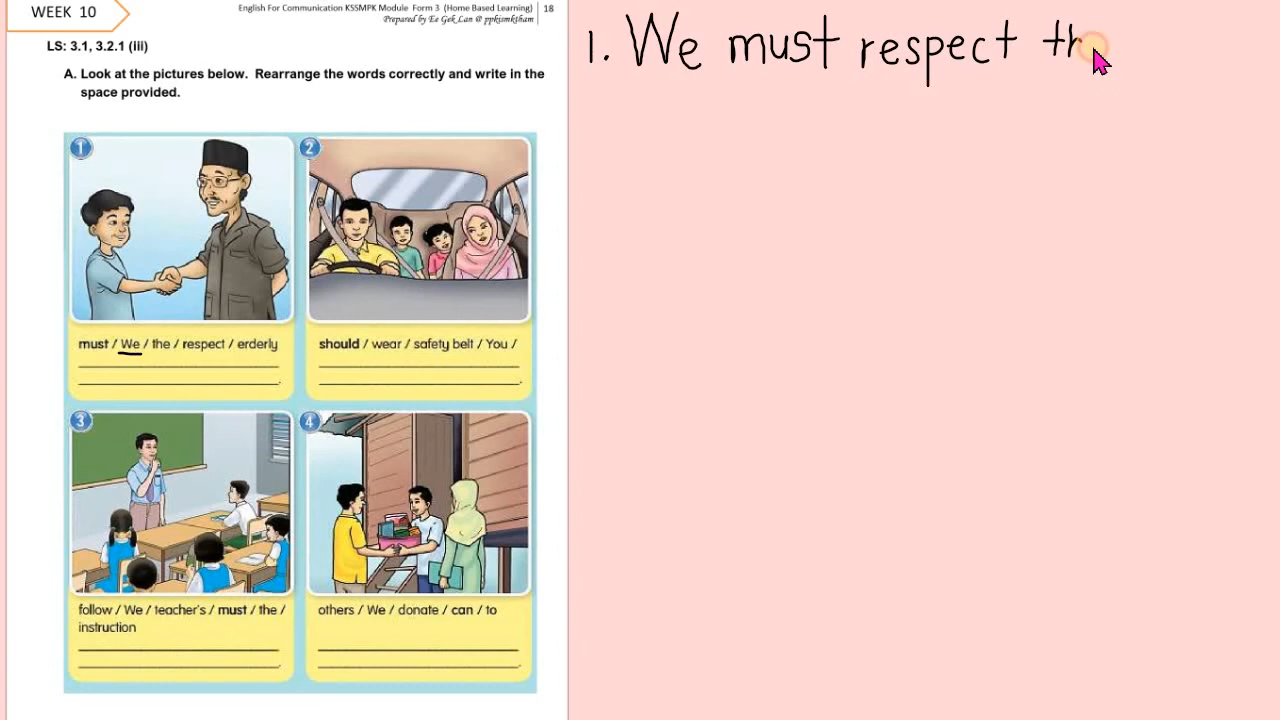 WEEK 10
English For Communication KSSMPK Module Form 3 (Home Based Learning) 18
Prepared by Ee Gek Lan @ ppkismktham
LS: 3.1, 3.2.1 (iii)
A. Look at the pictures below. Rearrange the words correctly and write in the
space provided.
1
2
must / We / the / respect / erderly
should / wear / safety belt / You /
3
4
follow / We / teacher's / must / the /
instruction
others / We / donate / can / to
1. We must respect th